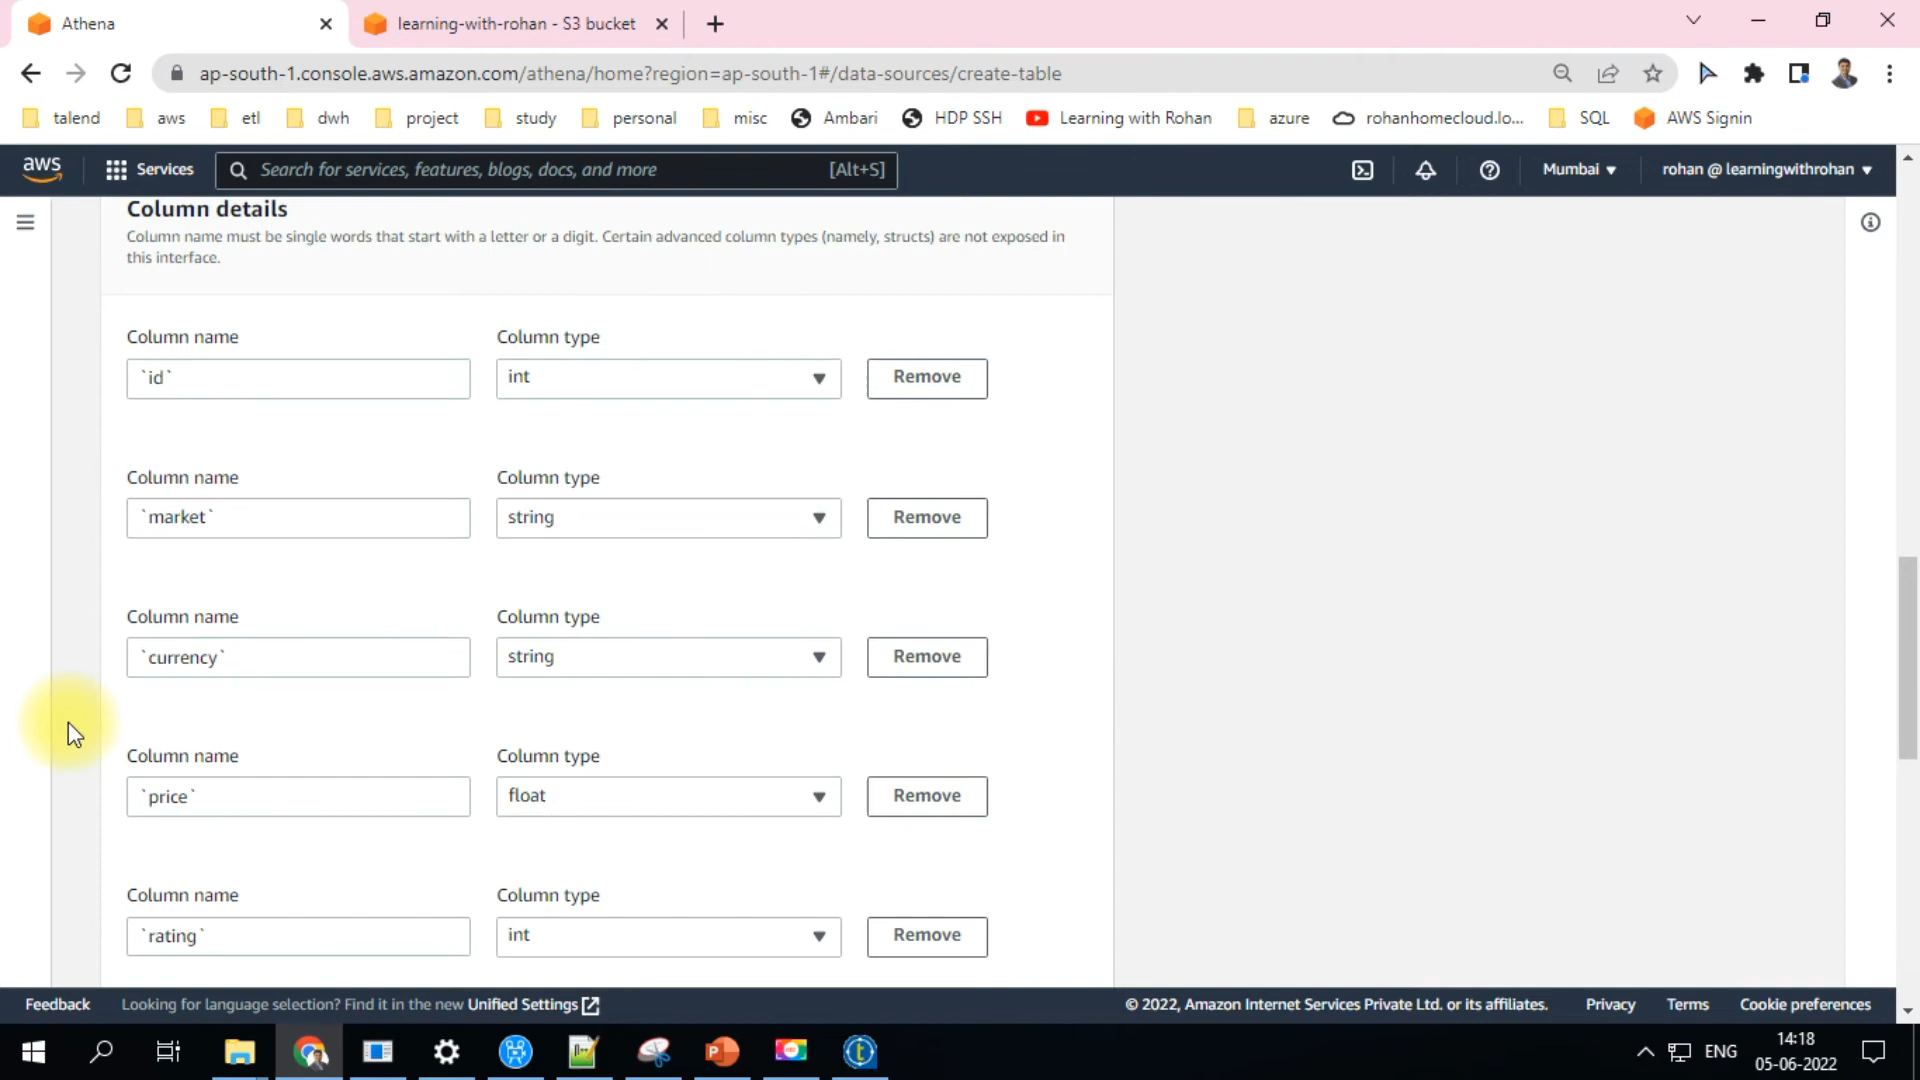 Athena
learning-with-rohan - S3 bucket
ap-south-1.console.aws.amazon.com/athena/home?region=ap-south-1#/data-sources/create-table
talend aws etl dwh project study personal misc Ambari HDP SSH Learning with Rohan azure rohanhomecloud.lo... SQL AWS Signin
aws Services Search for services, features, blogs, docs, and more [Alt+S] Mumbai rohan @ learningwithrohan
Column details
Column name must be single words that start with a letter or a digit. Certain advanced column types (namely, structs) are not exposed in
this interface.
Column name Column type
`id` int Remove
Column name Column type
`market` string Remove
Column name Column type
`currency` string Remove
Column name Column type
`price` float Remove
Column name Column type
`rating` int Remove
Feedback Looking for language selection? Find it in the new Unified Settings © 2022, Amazon Internet Services Private Ltd. or its affiliates. Privacy Terms Cookie preferences
ENG 14:18
05-06-2022